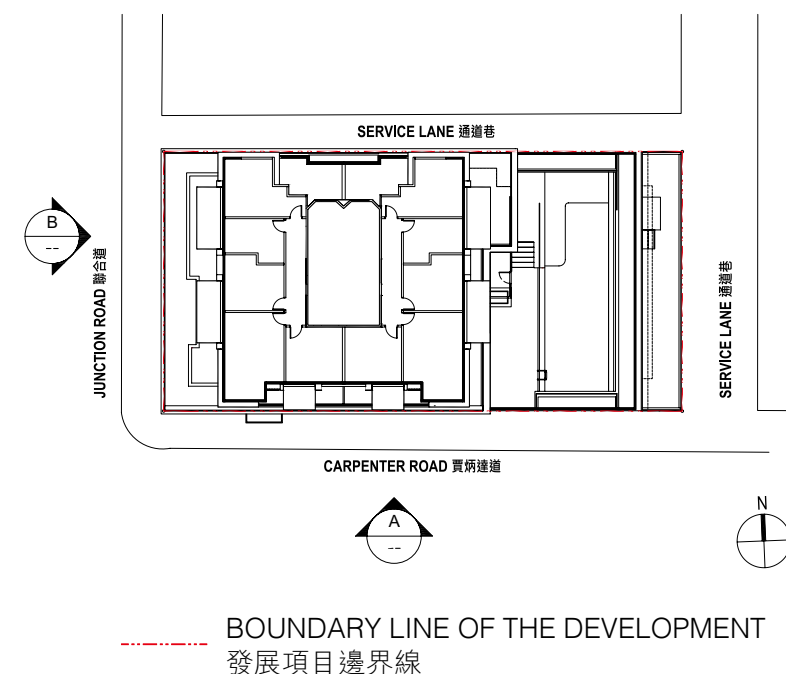 SERVICE LANE 通道巷
B
--
JUNCTION ROAD 聯合道
SERVICE LANE 通道巷
CARPENTER ROAD 賈炳達道
A
--
N
BOUNDARY LINE OF THE DEVELOPMENT
發展項目邊界線